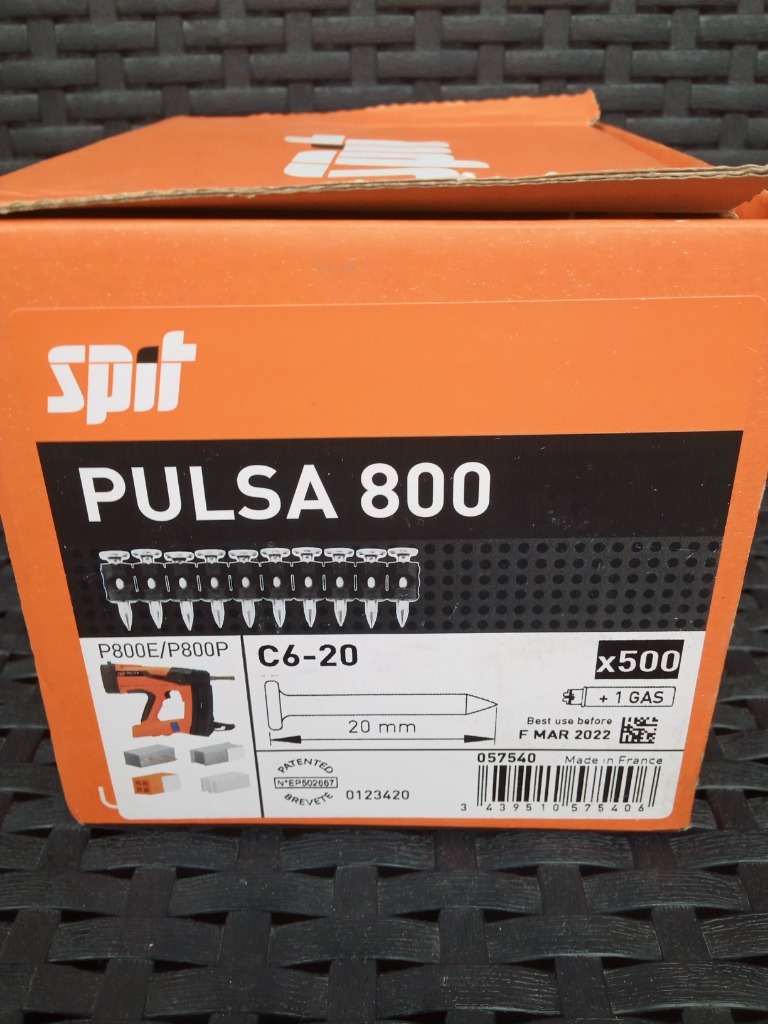 spit
PULSA 800
P800E/P800P
C6-20
x500
spit PULSA
+ 1 GAS
20 mm
Best use before
F MAR 2022
PATENTED
N°EP502667
BREVETE
0123420
057540 Made in France
3 439510 575406